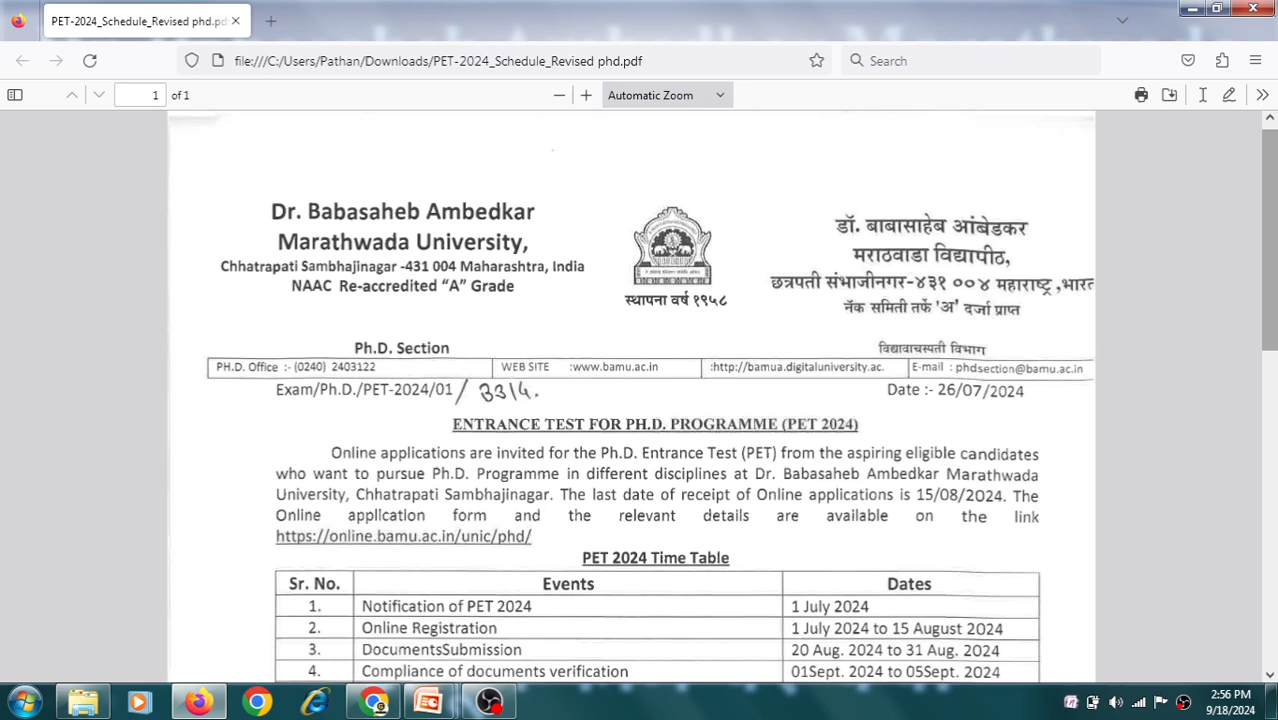 PET-2024_Schedule_Revised phd.pd
file:///C:/Users/Pathan/Downloads/PET-2024_Schedule_Revised phd.pdf
Search
1 of 1
Automatic Zoom
Dr. Babasaheb Ambedkar
Marathwada University,
Chhatrapati Sambhajinagar -431 004 Maharashtra, India
NAAC Re-accredited “A” Grade
स्थापना वर्ष १९५८
डॉ. बाबासाहेब आंबेडकर
मराठवाडा विद्यापीठ,
छत्रपती संभाजीनगर-४३१ ००४ महाराष्ट्र ,भारत
नॅक समिती तर्फे 'अ' दर्जा प्राप्त
Ph.D. Section
विद्यावाचस्पती विभाग
PH.D. Office :- (0240) 2403122 WEB SITE :www.bamu.ac.in :http://bamua.digitaluniversity.ac. E-mail : phdsection@bamu.ac.in
Exam/Ph.D./PET-2024/01/ 3314. Date :- 26/07/2024
ENTRANCE TEST FOR PH.D. PROGRAMME (PET 2024)
Online applications are invited for the Ph.D. Entrance Test (PET) from the aspiring eligible candidates
who want to pursue Ph.D. Programme in different disciplines at Dr. Babasaheb Ambedkar Marathwada
University, Chhatrapati Sambhajinagar. The last date of receipt of Online applications is 15/08/2024. The
Online application form and the relevant details are available on the link
https://online.bamu.ac.in/unic/phd/
PET 2024 Time Table
Sr. No. Events Dates
1. Notification of PET 2024 1 July 2024
2. Online Registration 1 July 2024 to 15 August 2024
3. DocumentsSubmission 20 Aug. 2024 to 31 Aug. 2024
4. Compliance of documents verification 01Sept. 2024 to 05Sept. 2024
2:56 PM
9/18/2024